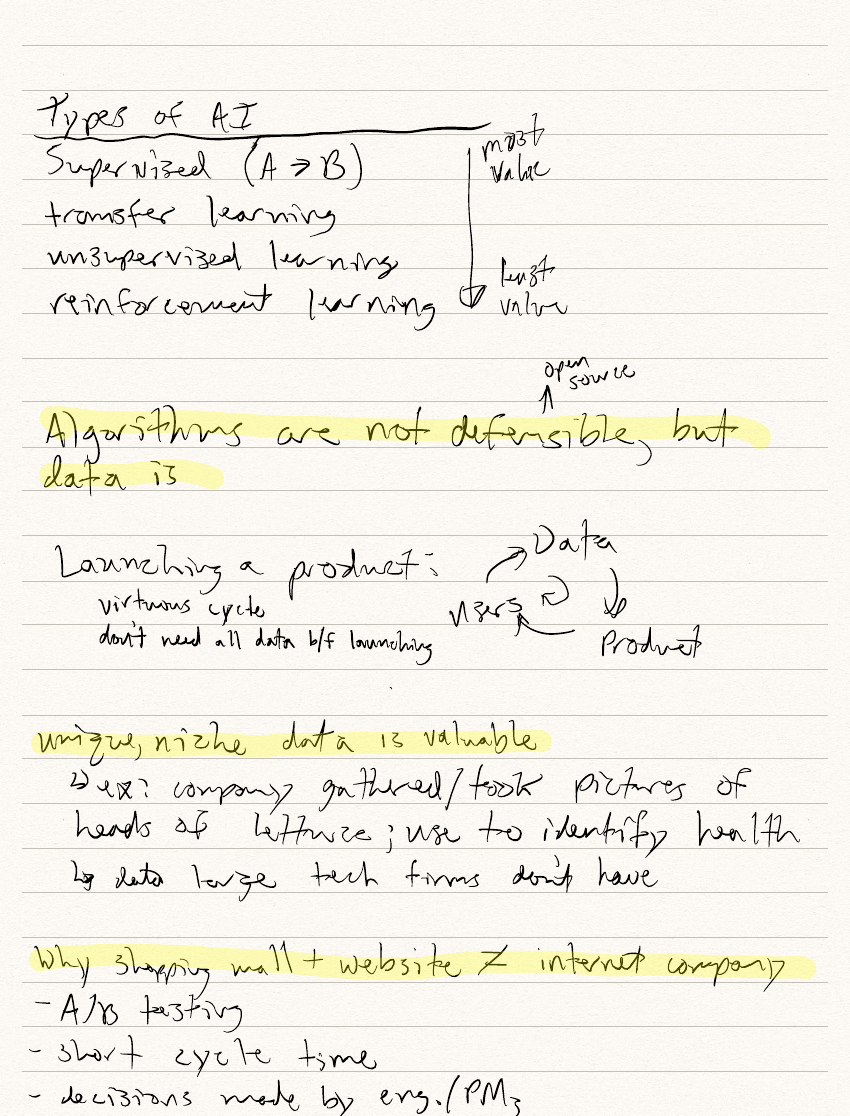 Types of AI
Supervized (A → B)
most
value
transfer learning
unsupervized learning
least
reinforcement learning
value
open
source
Algorithms are not defensible, but
data is
Launching a product:
Data
virtuous cycle
users
don't need all data b/f launching
Product
unique, niche data is valuable
↳ ex: company gathered/took pictures of
heads of lettuce; use to identify health
↳ data large tech firms don't have
Why shopping mall + website ≠ internet company
- A/B testing
- short cycle time
- decisions made by eng./PMs